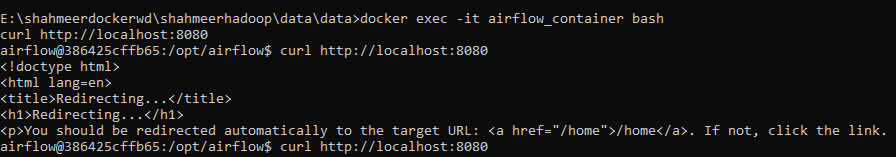 E:\shahmeerdockerwd\shahmeerhadoop\data\data>docker exec -it airflow_container bash
curl http://localhost:8080
airflow@386425cffb65:/opt/airflow$ curl http://localhost:8080
<!doctype html>
<html lang=en>
<title>Redirecting...</title>
<h1>Redirecting...</h1>
<p>You should be redirected automatically to the target URL: <a href="/home">/home</a>. If not, click the link.
airflow@386425cffb65:/opt/airflow$ curl http://localhost:8080